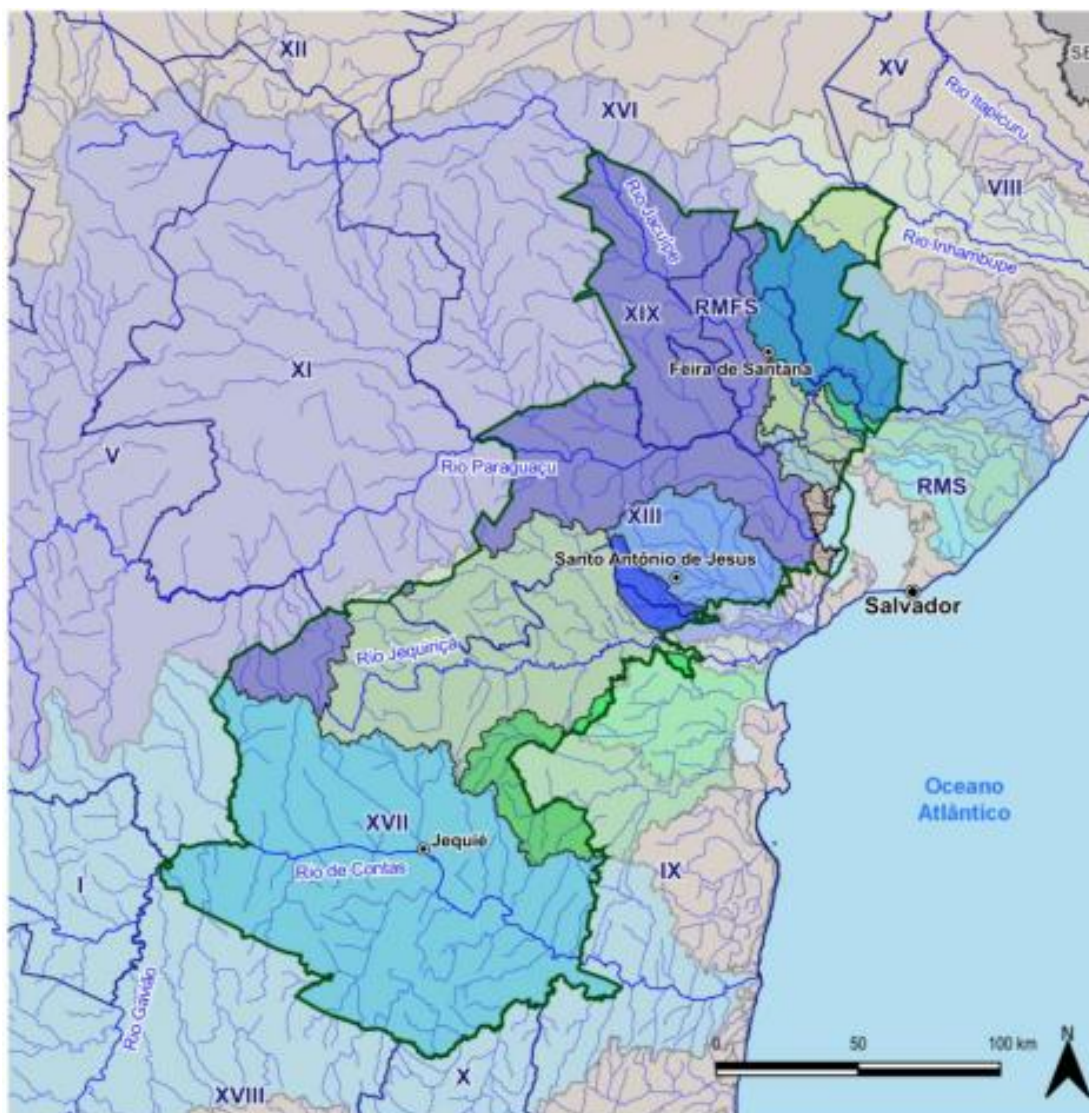 XII
XV
SE
XVI
Rio Itapicuru
VIII
Rio Jacuípe
Rio Inhambupe
XIX
RMFS
XI
Feira de Santana
V
Rio Paraguaçu
RMS
XIII
Santo Antônio de Jesus
Salvador
Rio Jequiriçá
Oceano
Atlântico
XVII
Jequié
Rio de Contas
I
IX
Rio Gavião
X
XVIII
0
50
100 km
N